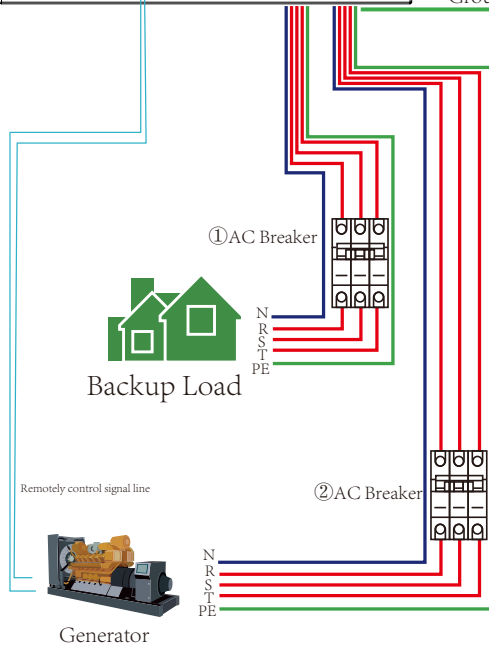 ①AC Breaker
N
R
S
T
PE
Backup Load
Remotely control signal line
②AC Breaker
N
R
S
T
PE
Generator